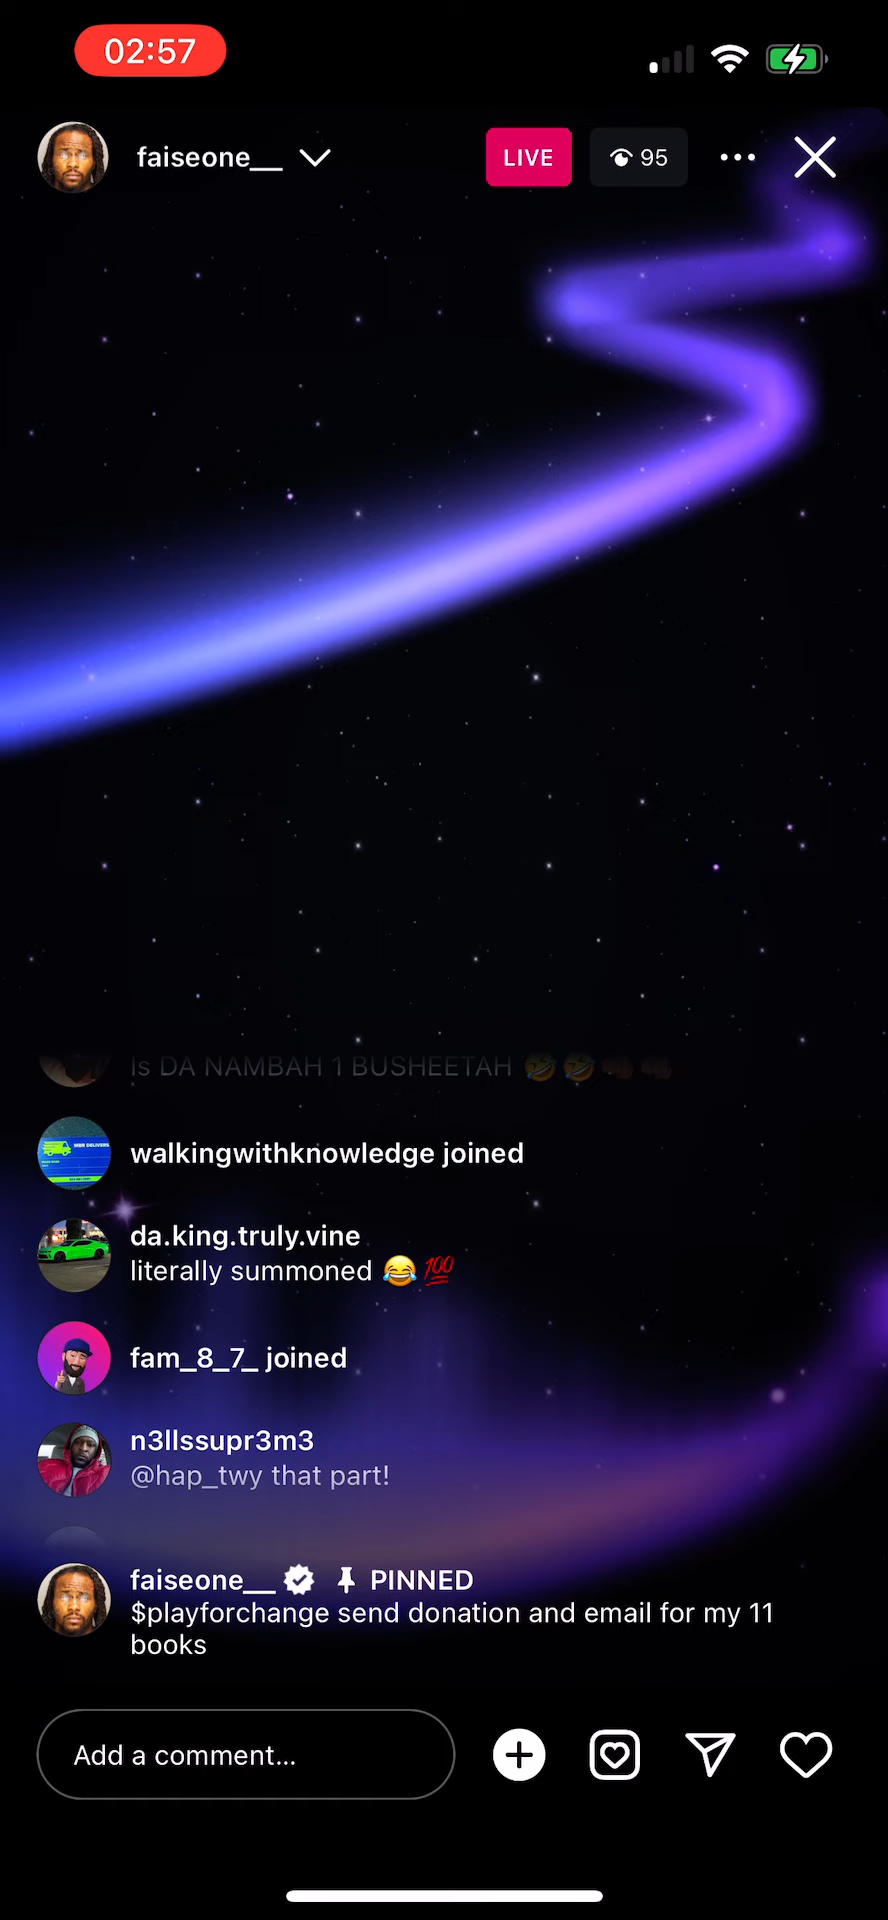 02:57
faiseone__
LIVE
95
Is DA NAMBAH 1 BUSHEETAH 🤣🤣👊🏾👊🏾
walkingwithknowledge joined
da.king.truly.vine
literally summoned 😂💯
fam_8_7_ joined
n3llssupr3m3
@hap_twy that part!
faiseone__ PINNED
$playforchange send donation and email for my 11
books
Add a comment...